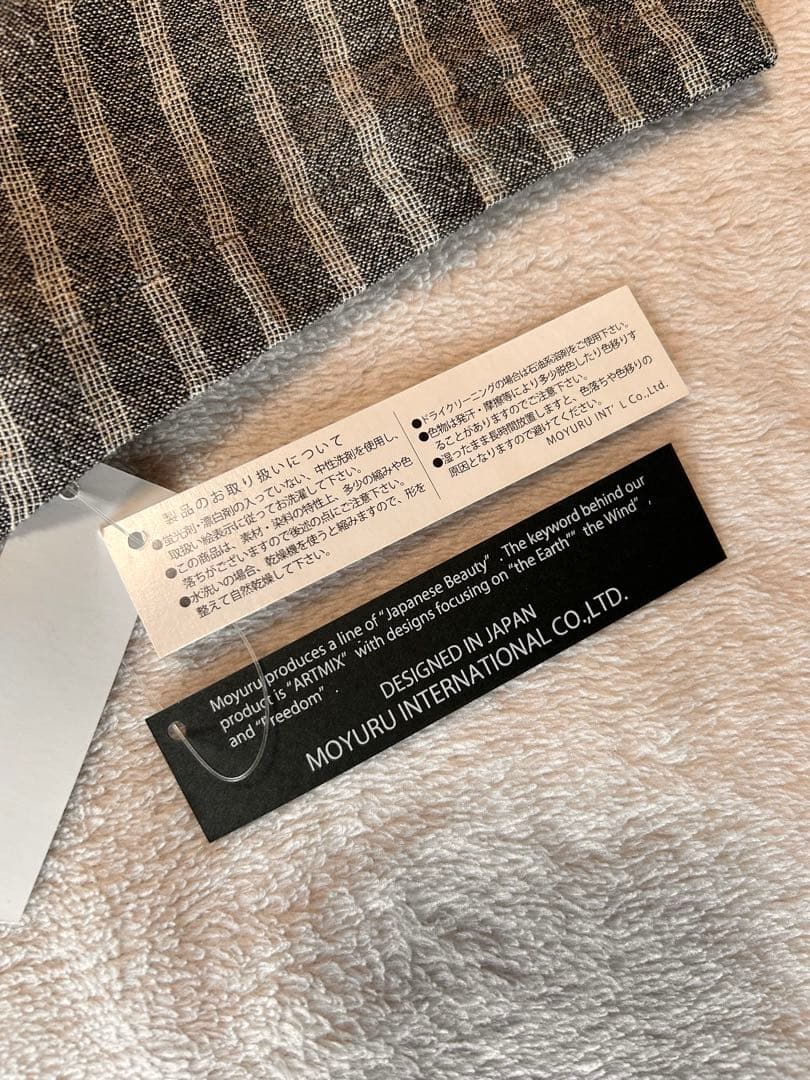 製品のお取り扱いについて
●蛍光剤・漂白剤の入っていない、中性洗剤を使用し、
取扱い絵表示に従ってお洗濯して下さい。
●この商品は、素材・染料の特性上、多少の縮みや色
落ちがございますので後述の点にご注意下さい。
●水洗いの場合、乾燥機を使うと縮みますので、形を
整えて自然乾燥して下さい。
●ドライクリーニングの場合は石油系溶剤をご使用下さい。
●色物は発汗・摩擦等により多少脱色したり色移りす
ることがありますのでご注意下さい。
●湿ったまま長時間放置しますと、色落ちや色移りの
原因となりますので避けてください。
MOYURU INT' L Co.,Ltd.
Moyuru produces a line of “Japanese Beauty” .The keyword behind our
product is “ARTMIX” with designs focusing on “the Earth”“ the Wind” ,
and “Freedom” .
DESIGNED IN JAPAN
MOYURU INTERNATIONAL CO.,LTD.